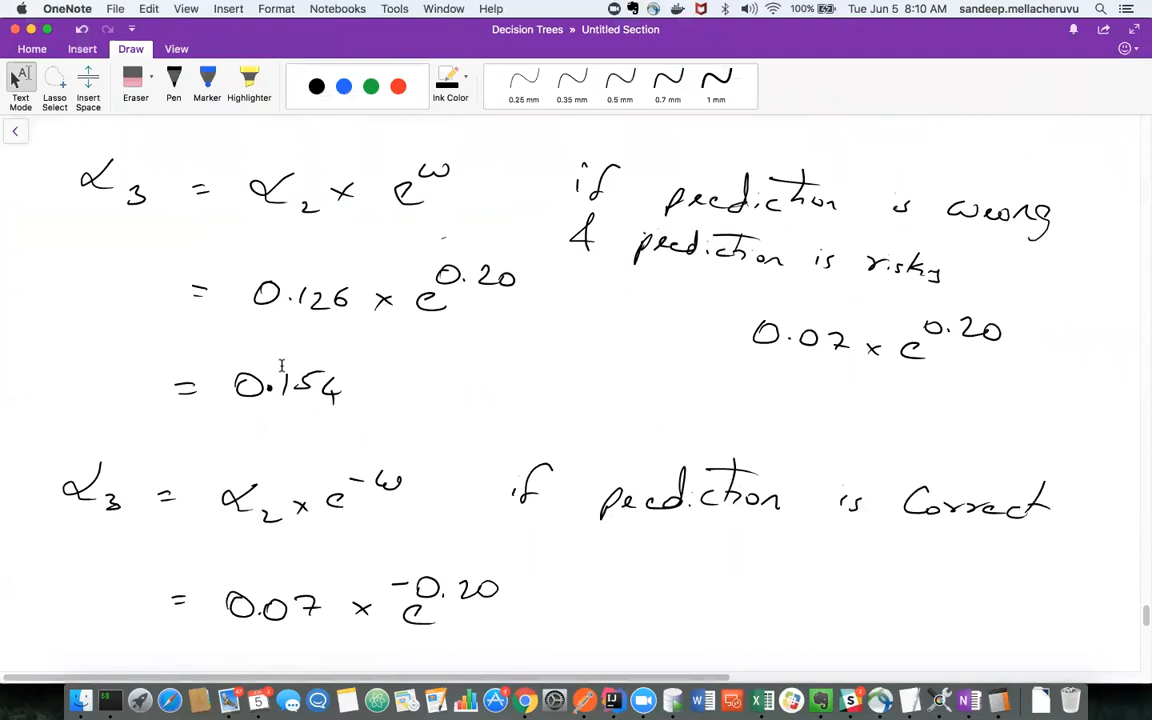 OneNote File Edit View Insert Format Notebooks Tools Window Help 100% Tue Jun 5 8:10 AM sandeep.mellacheruvu
Decision Trees » Untitled Section
Home Insert Draw View
Text Mode Lasso Select Insert Space Eraser Pen Marker Highlighter Ink Color 0.25 mm 0.35 mm 0.5 mm 0.7 mm 1 mm
α₃ = α₂ × e^ω if prediction is wrong
& prediction is risky
= 0.126 × e^0.20
0.07 × e^0.20
= 0.154
α₃ = α₂ × e^-ω if prediction is Correct
= 0.07 × e^-0.20